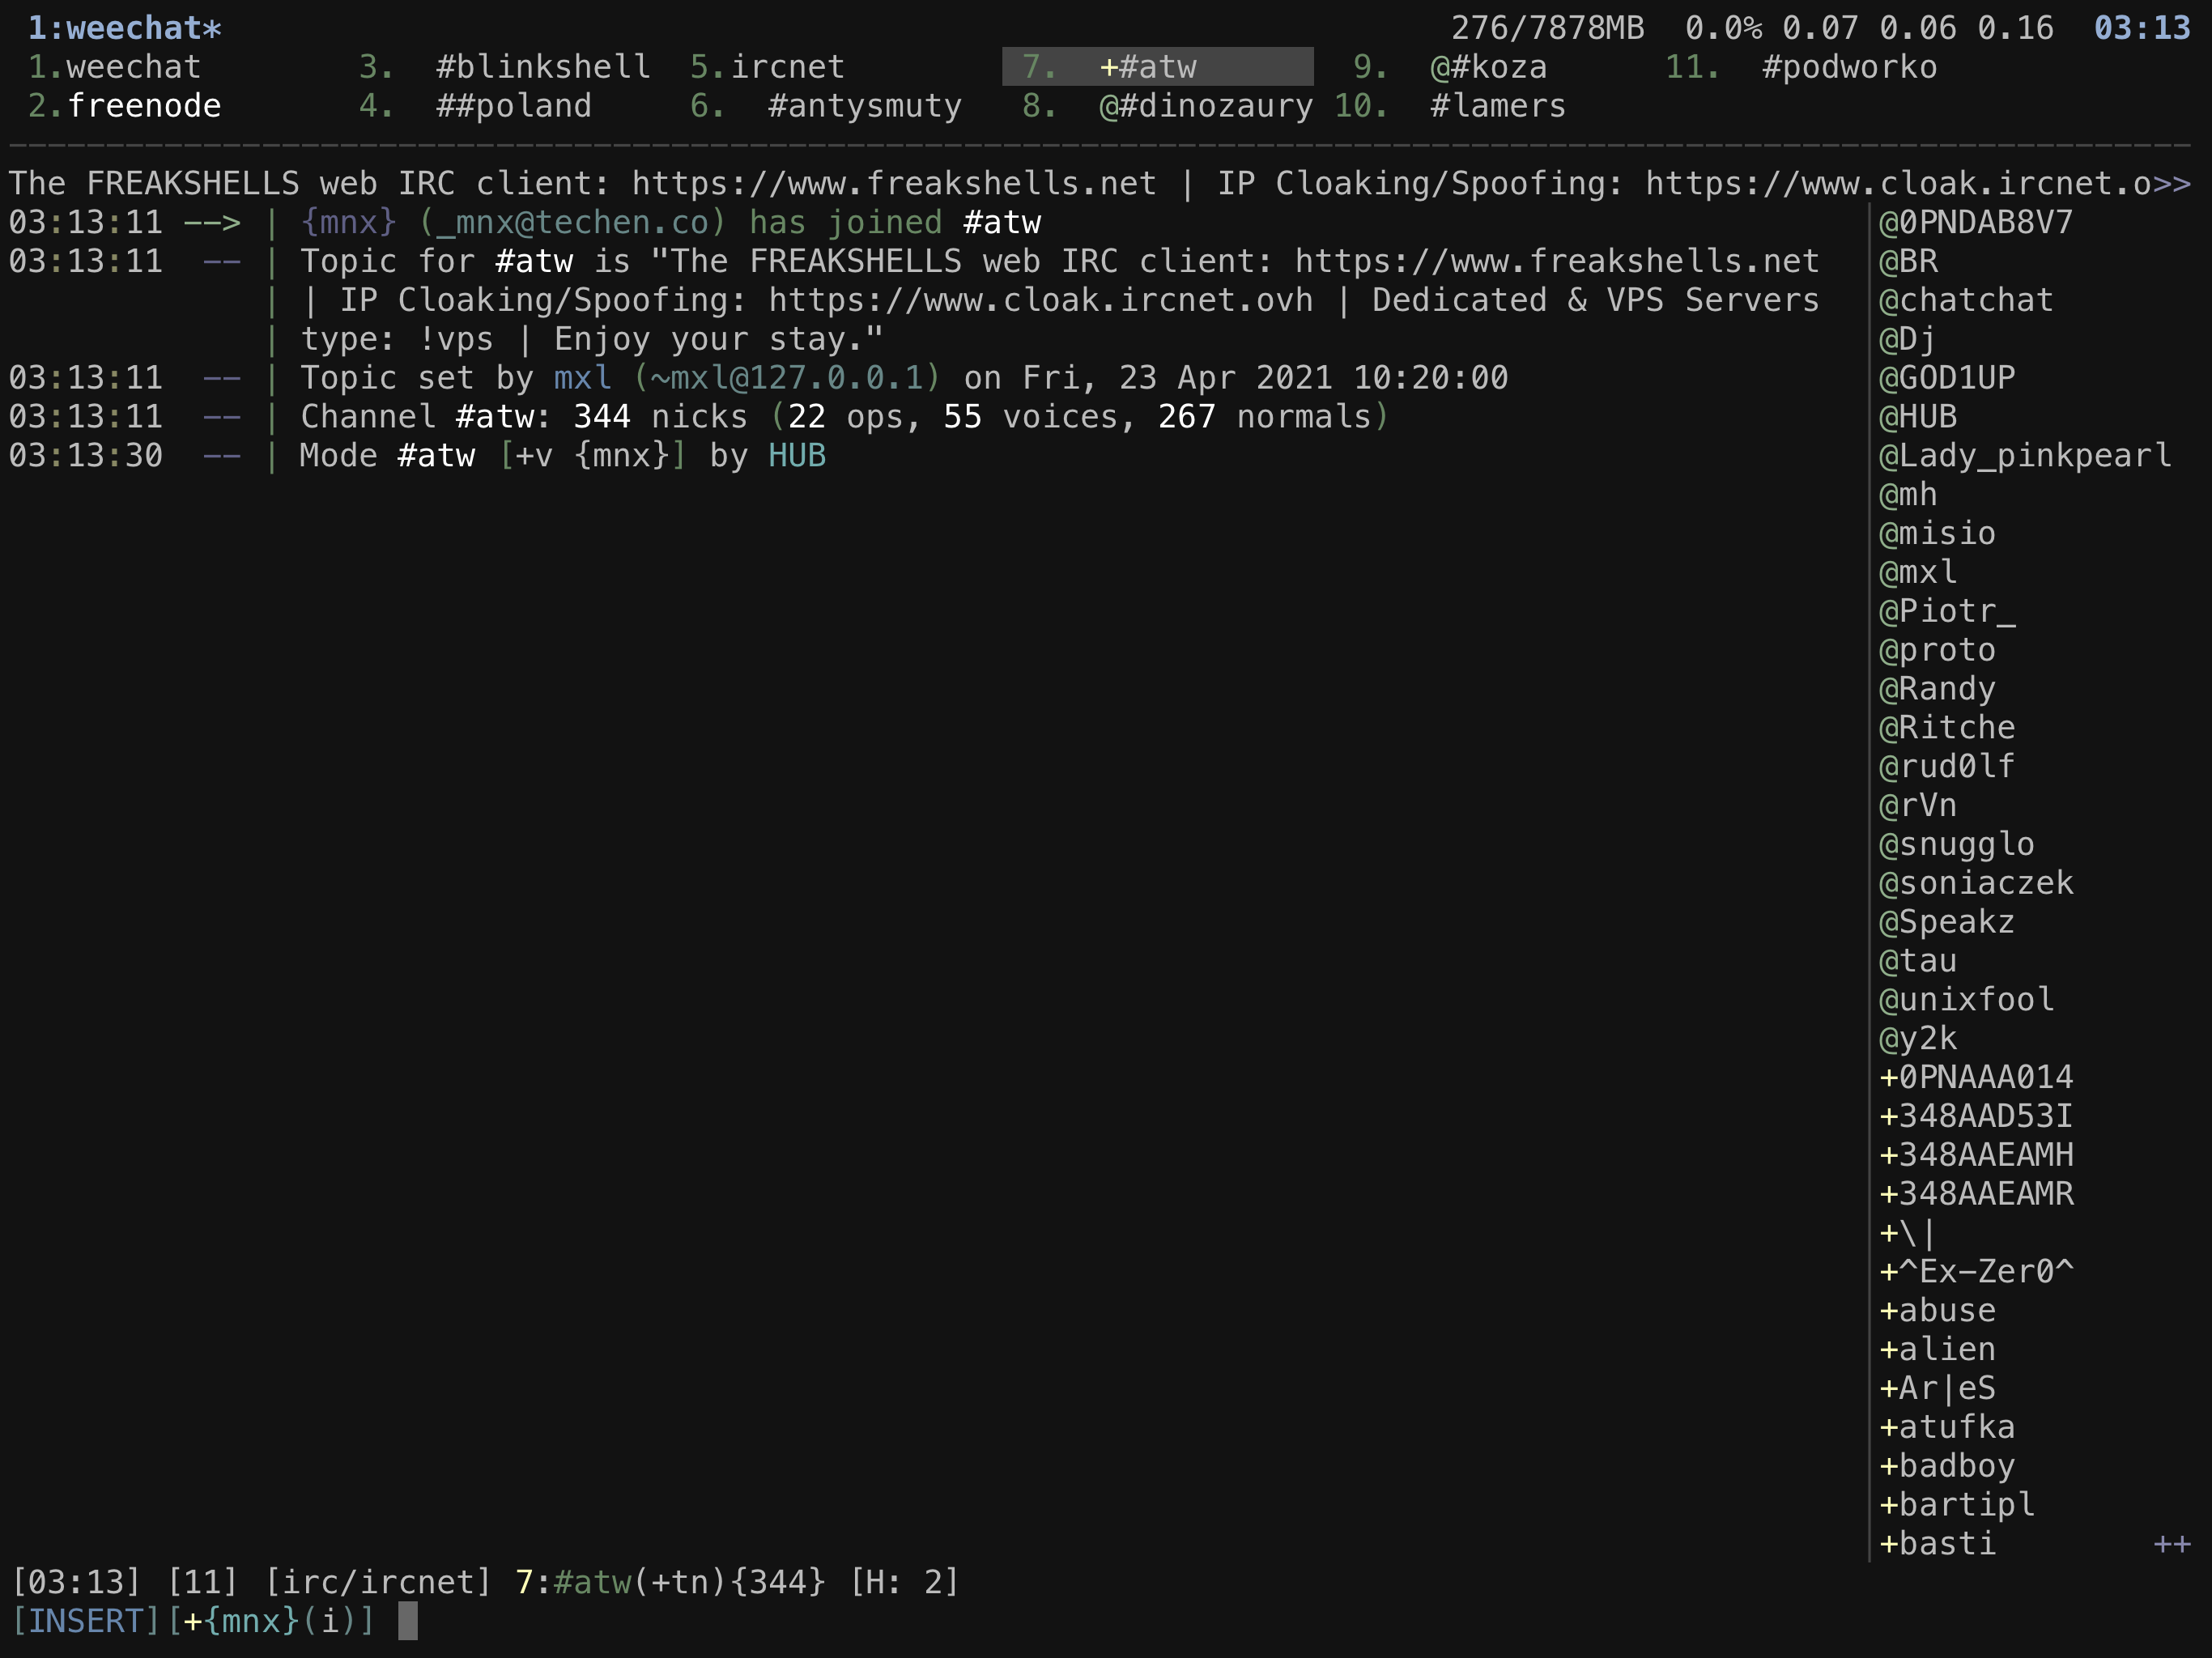 1:weechat* 276/7878MB 0.0% 0.07 0.06 0.16 03:13
1.weechat 3. #blinkshell 5.ircnet 7. +#atw 9. @#koza 11. #podworko
2.freenode 4. ##poland 6. #antysmuty 8. @#dinozaury 10. #lamers
The FREAKSHELLS web IRC client: https://www.freakshells.net | IP Cloaking/Spoofing: https://www.cloak.ircnet.o>>
03:13:11 --> | {mnx} (_mnx@techen.co) has joined #atw
03:13:11 -- | Topic for #atw is "The FREAKSHELLS web IRC client: https://www.freakshells.net
| | IP Cloaking/Spoofing: https://www.cloak.ircnet.ovh | Dedicated & VPS Servers
| type: !vps | Enjoy your stay."
03:13:11 -- | Topic set by mxl (~mxl@127.0.0.1) on Fri, 23 Apr 2021 10:20:00
03:13:11 -- | Channel #atw: 344 nicks (22 ops, 55 voices, 267 normals)
03:13:30 -- | Mode #atw [+v {mnx}] by HUB
@0PNDAB8V7
@BR
@chatchat
@Dj
@GOD1UP
@HUB
@Lady_pinkpearl
@mh
@misio
@mxl
@Piotr_
@proto
@Randy
@Ritche
@rud0lf
@rVn
@snugglo
@soniaczek
@Speakz
@tau
@unixfool
@y2k
+0PNAAA014
+348AAD53I
+348AAEAMH
+348AAEAMR
+\|
+^Ex-Zer0^
+abuse
+alien
+Ar|eS
+atufka
+badboy
+bartipl
+basti ++
[03:13] [11] [irc/ircnet] 7:#atw(+tn){344} [H: 2]
[INSERT][+{mnx}(i)]